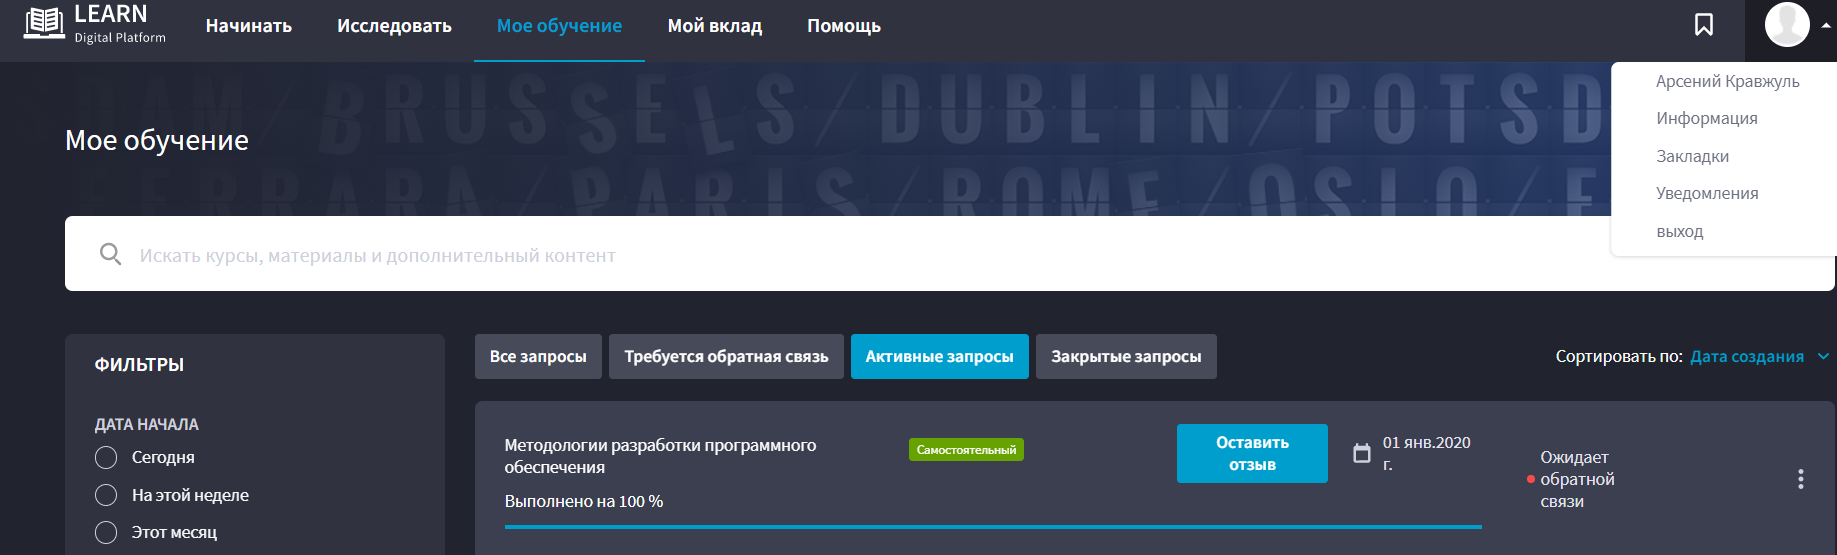 LEARN
Digital Platform
Начинать
Исследовать
Мое обучение
Мой вклад
Помощь
Арсений Кравжуль
Информация
Закладки
Уведомления
выход
DAM/BRUSSELS/DUBLIN/POTSD
Мое обучение
FERRARA/PARIS/ROME/OSLO/F
Искать курсы, материалы и дополнительный контент
ФИЛЬТРЫ
ДАТА НАЧАЛА
Сегодня
На этой неделе
Этот месяц
Все запросы
Требуется обратная связь
Активные запросы
Закрытые запросы
Сортировать по: Дата создания
Методологии разработки программного
обеспечения
Самостоятельный
Оставить
отзыв
01 янв.2020
г.
Ожидает
обратной
связи
Выполнено на 100 %